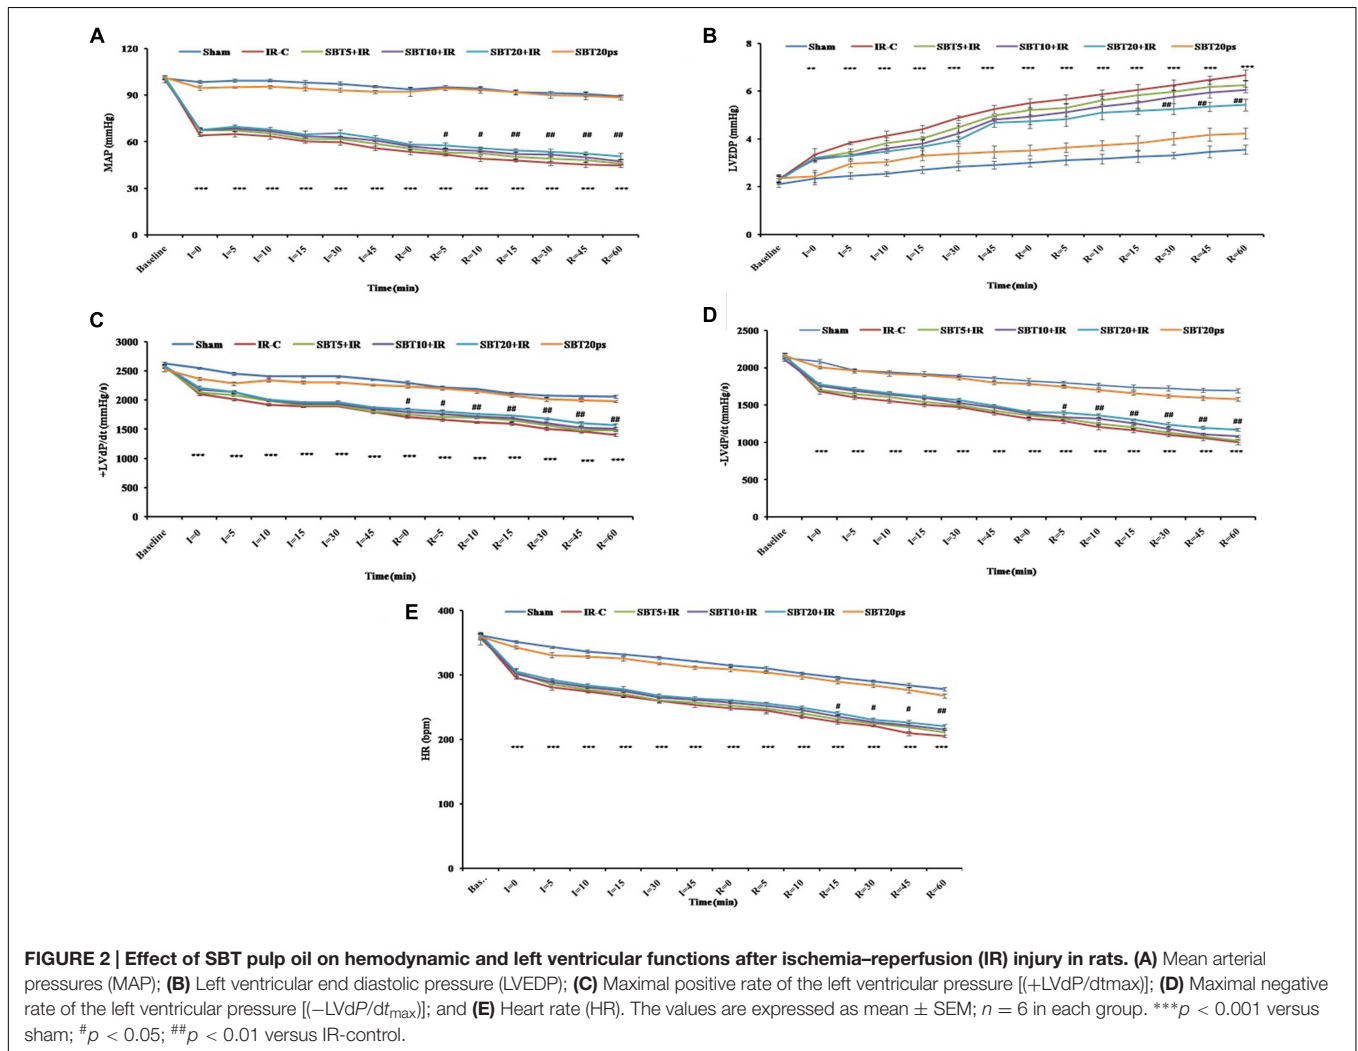 A
120
90
60
30
0
MAP (mmHg)
Sham IR-C SBT5+IR SBT10+IR SBT20+IR SBT20ps
# # ## ## ## ##
*** *** *** *** *** *** *** *** *** *** *** *** ***
Baseline I=0 I=5 I=10 I=15 I=30 I=45 R=0 R=5 R=10 R=15 R=30 R=45 R=60
Time (min)
B
8
6
4
2
0
LVEDP (mmHg)
Sham IR-C SBT5+IR SBT10+IR SBT20+IR SBT20ps
** *** *** *** *** *** *** *** *** *** *** *** ***
## ## ##
Baseline I=0 I=5 I=10 I=15 I=30 I=45 R=0 R=5 R=10 R=15 R=30 R=45 R=60
Time (min)
C
3000
2500
2000
1500
1000
500
0
+LVdP/dt (mmHg/s)
Sham IR-C SBT5+IR SBT10+IR SBT20+IR SBT20ps
# # ## ## ## ## ##
*** *** *** *** *** *** *** *** *** *** *** *** ***
Baseline I=0 I=5 I=10 I=15 I=30 I=45 R=0 R=5 R=10 R=15 R=30 R=45 R=60
Time (min)
D
2500
2000
1500
1000
500
0
-LVdP/dt (mmHg/s)
Sham IR-C SBT5+IR SBT10+IR SBT20+IR SBT20ps
# ## ## ## ## ##
*** *** *** *** *** *** *** *** *** *** *** *** ***
Baseline I=0 I=5 I=10 I=15 I=30 I=45 R=0 R=5 R=10 R=15 R=30 R=45 R=60
Time (min)
E
400
300
200
100
0
HR (bpm)
Sham IR-C SBT5+IR SBT10+IR SBT20+IR SBT20ps
# # # ##
*** *** *** *** *** *** *** *** *** *** *** *** ***
Bas.. I=0 I=5 I=10 I=15 I=30 I=45 R=0 R=5 R=10 R=15 R=30 R=45 R=60
Time (min)
FIGURE 2 | Effect of SBT pulp oil on hemodynamic and left ventricular functions after ischemia–reperfusion (IR) injury in rats. (A) Mean arterial
pressures (MAP); (B) Left ventricular end diastolic pressure (LVEDP); (C) Maximal positive rate of the left ventricular pressure [(+LVdP/dtmax)]; (D) Maximal negative
rate of the left ventricular pressure [(−LVdP/dtmax)]; and (E) Heart rate (HR). The values are expressed as mean ± SEM; n = 6 in each group. ***p < 0.001 versus
sham; #p < 0.05; ##p < 0.01 versus IR-control.